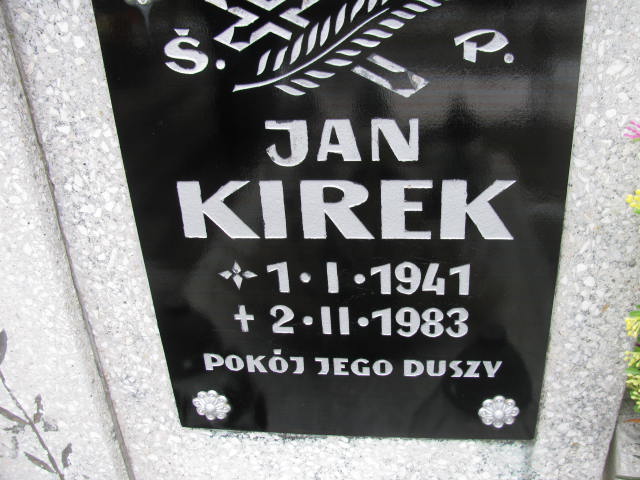 Ś. P.
JAN
KIREK
1·I·1941
† 2·II·1983
POKÓJ JEGO DUSZY